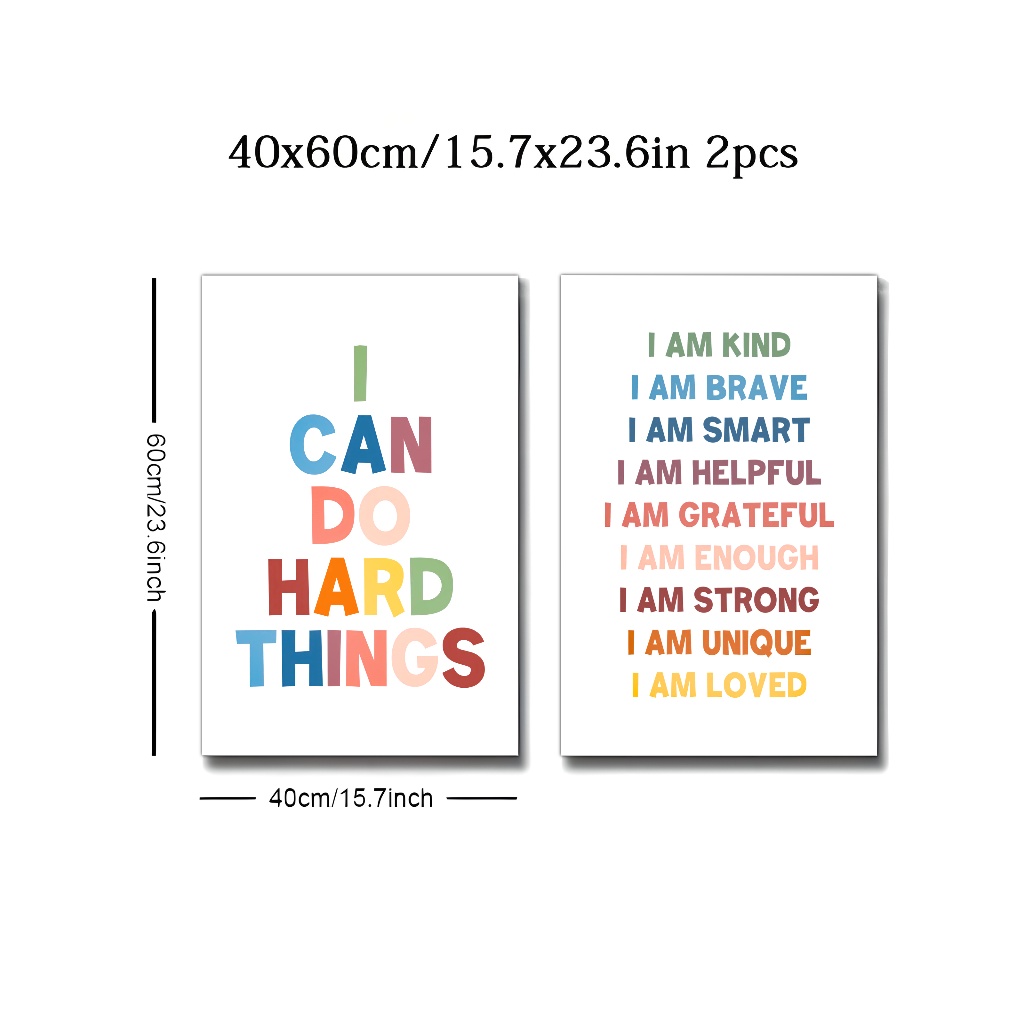 40x60cm/15.7x23.6in 2pcs
60cm/23.6inch
I
CAN
DO
HARD
THINGS
I AM KIND
I AM BRAVE
I AM SMART
I AM HELPFUL
I AM GRATEFUL
I AM ENOUGH
I AM STRONG
I AM UNIQUE
I AM LOVED
40cm/15.7inch